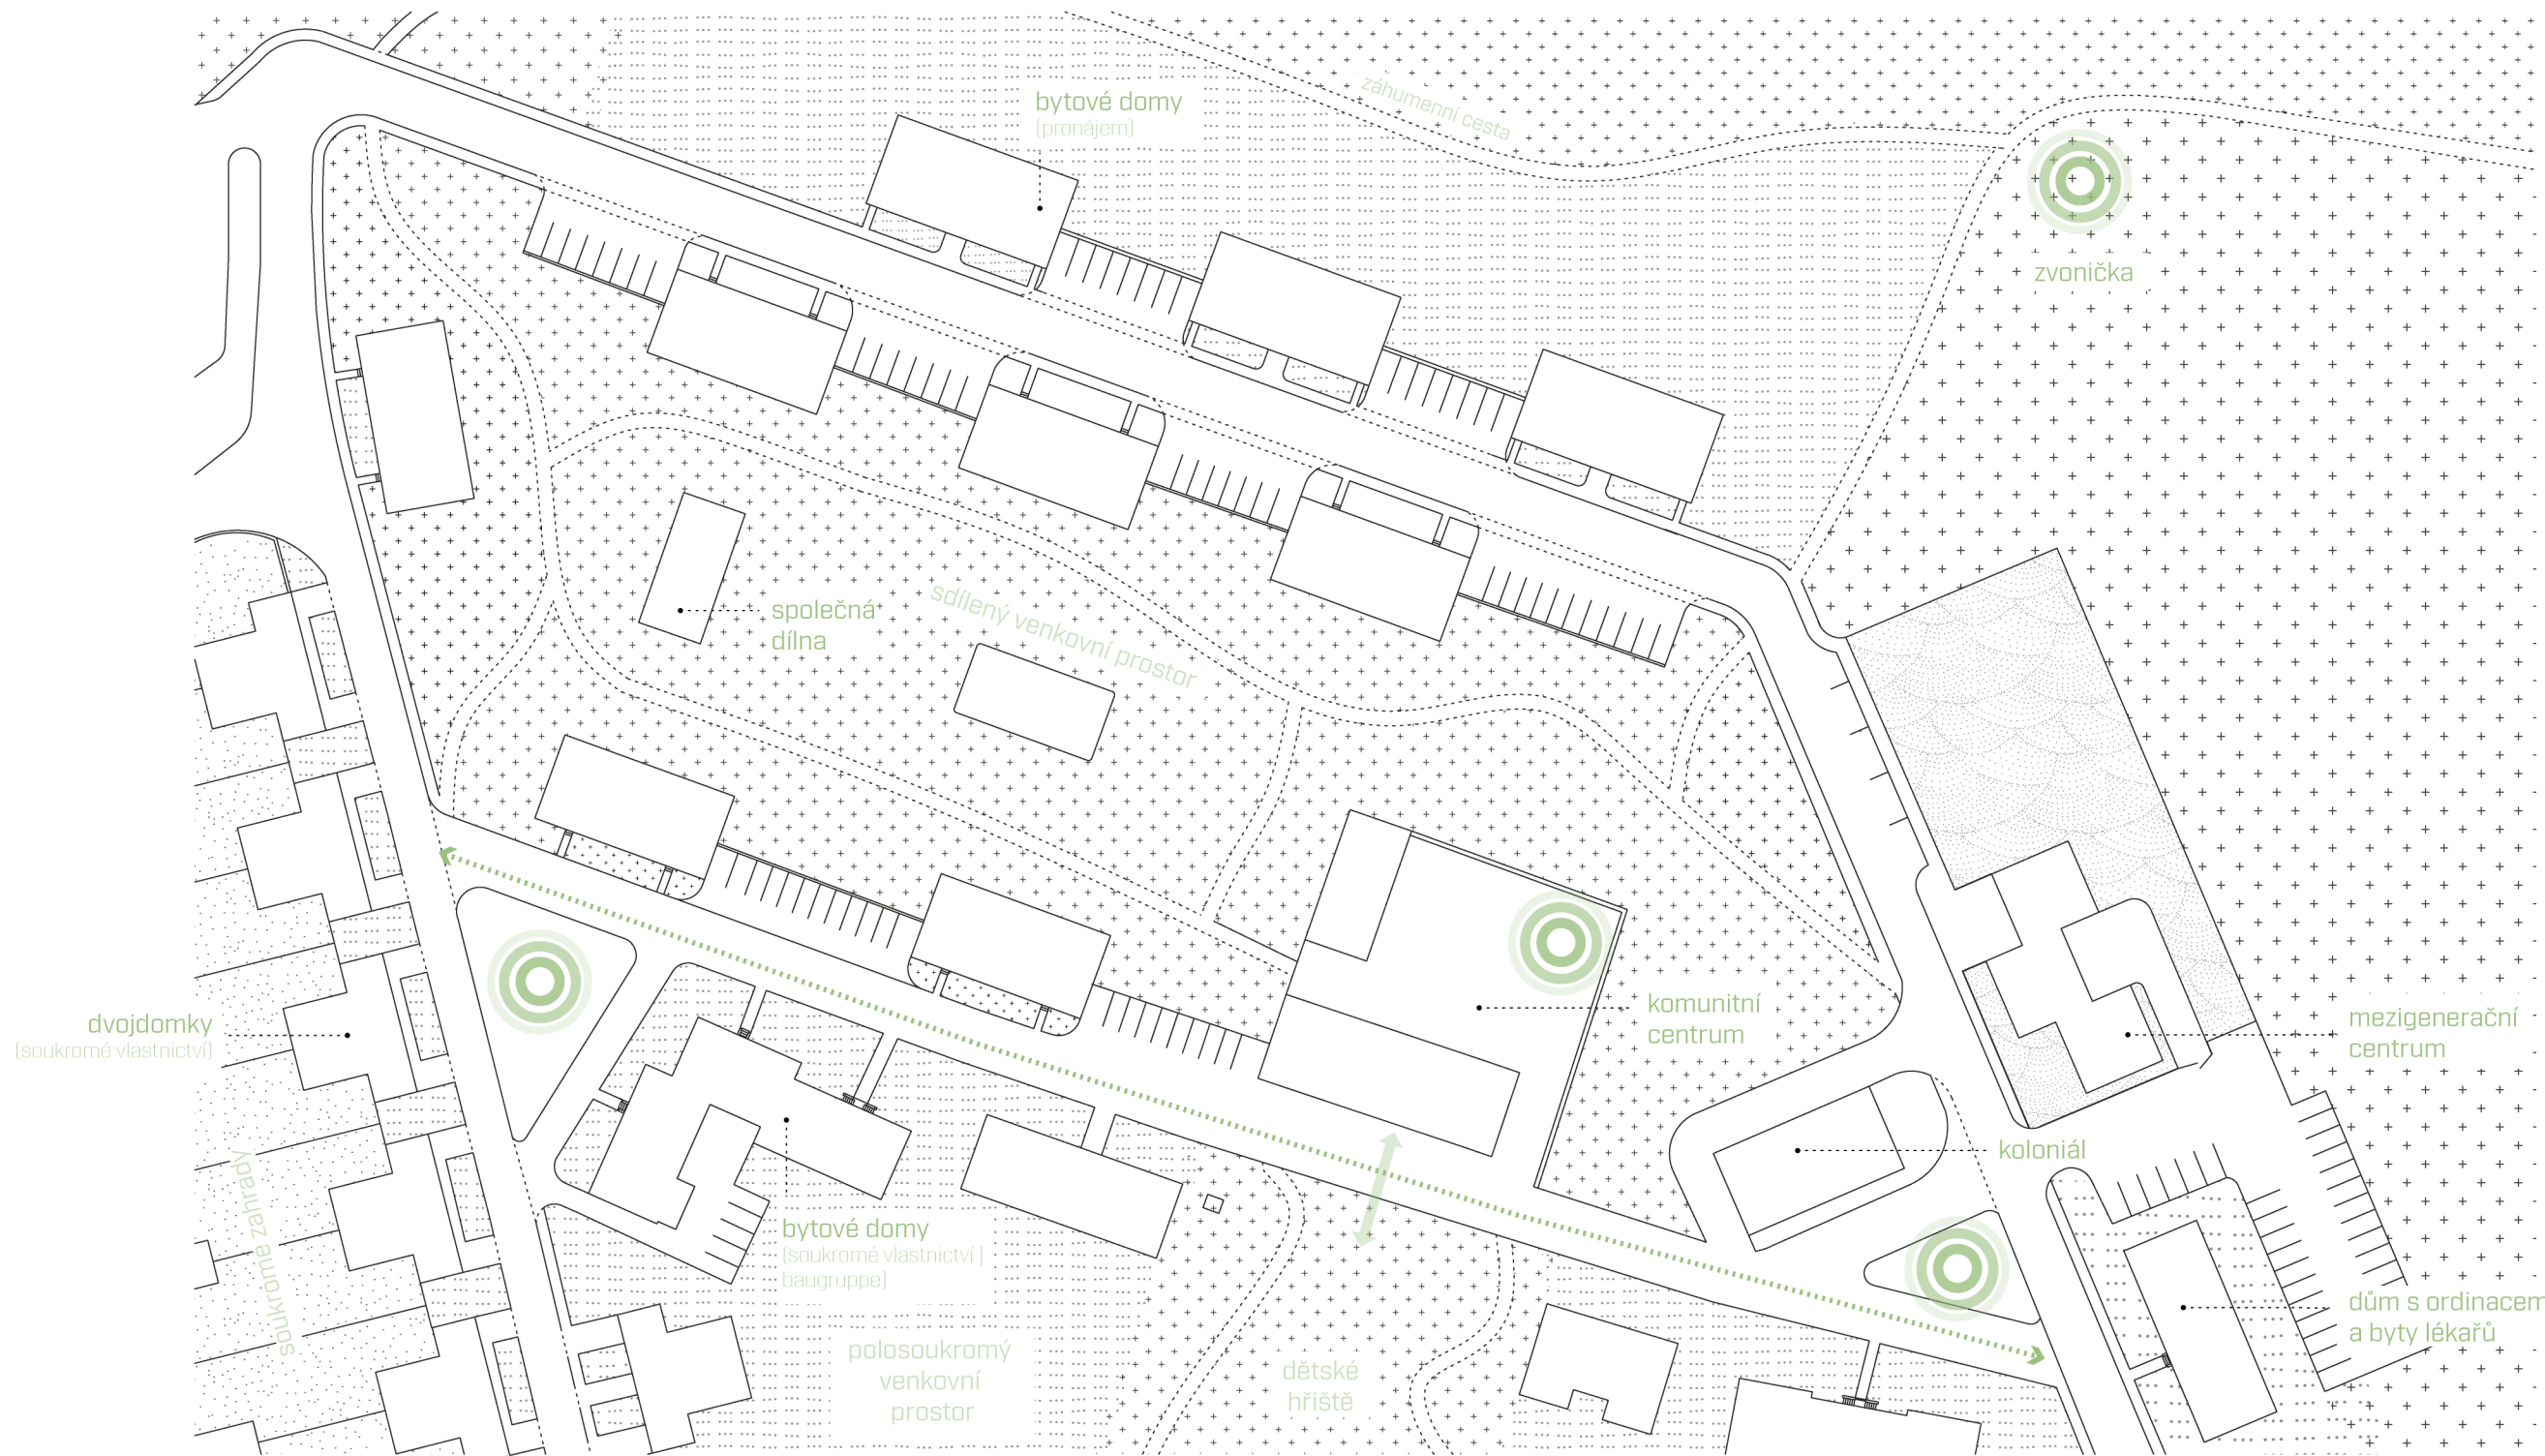 bytové domy
(pronájem)
záhumenní cesta
zvonička
společná
dílna
sdílený venkovní prostor
dvojdomky
(soukromé vlastnictví)
komunitní
centrum
mezigenerační
centrum
koloniál
soukromé zahrady
bytové domy
(soukromé vlastnictví |
baugruppe)
dům s ordinacem
a byty lékařů
polosoukromý
venkovní
prostor
dětské
hřiště